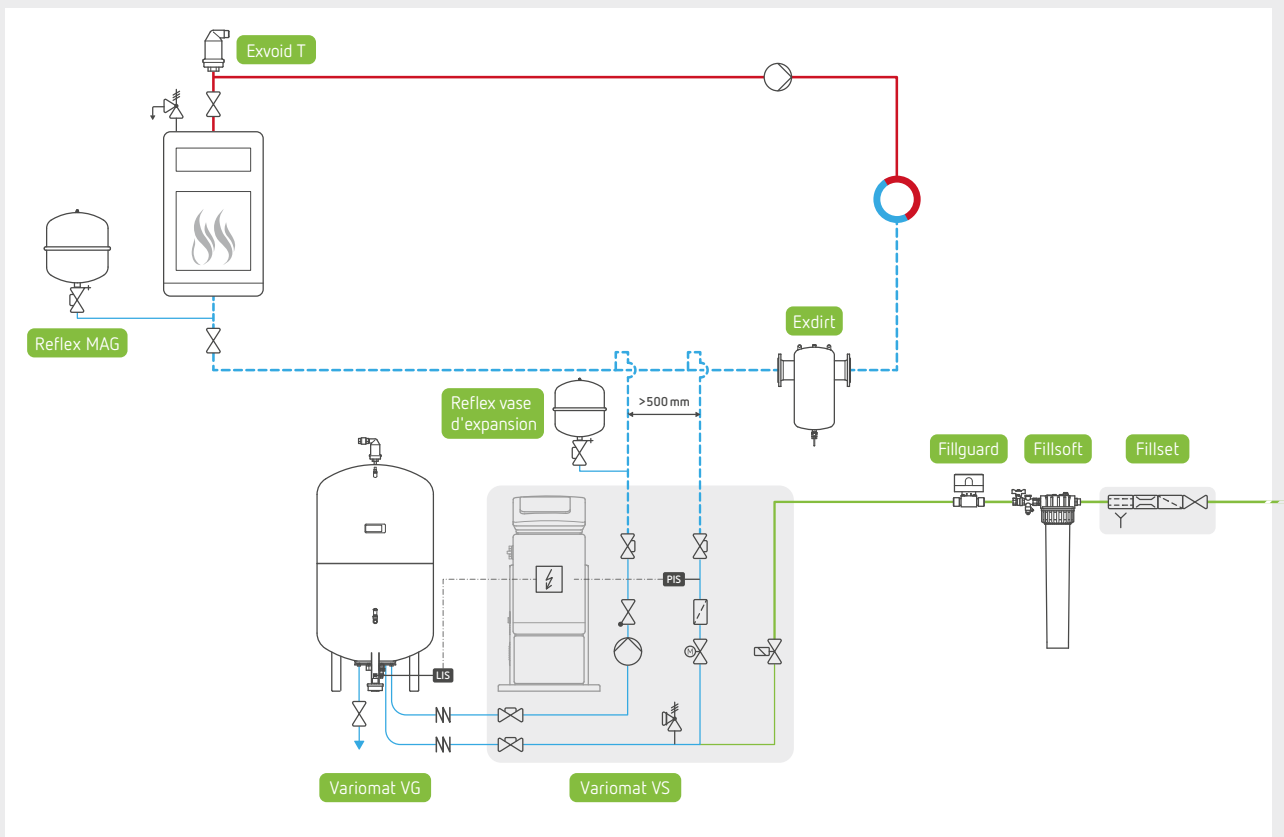 Exvoid T
Reflex MAG
Exdirt
Reflex vase
d'expansion
>500 mm
Fillguard
Fillsoft
Fillset
PIS
M
LIS
Variomat VG
Variomat VS